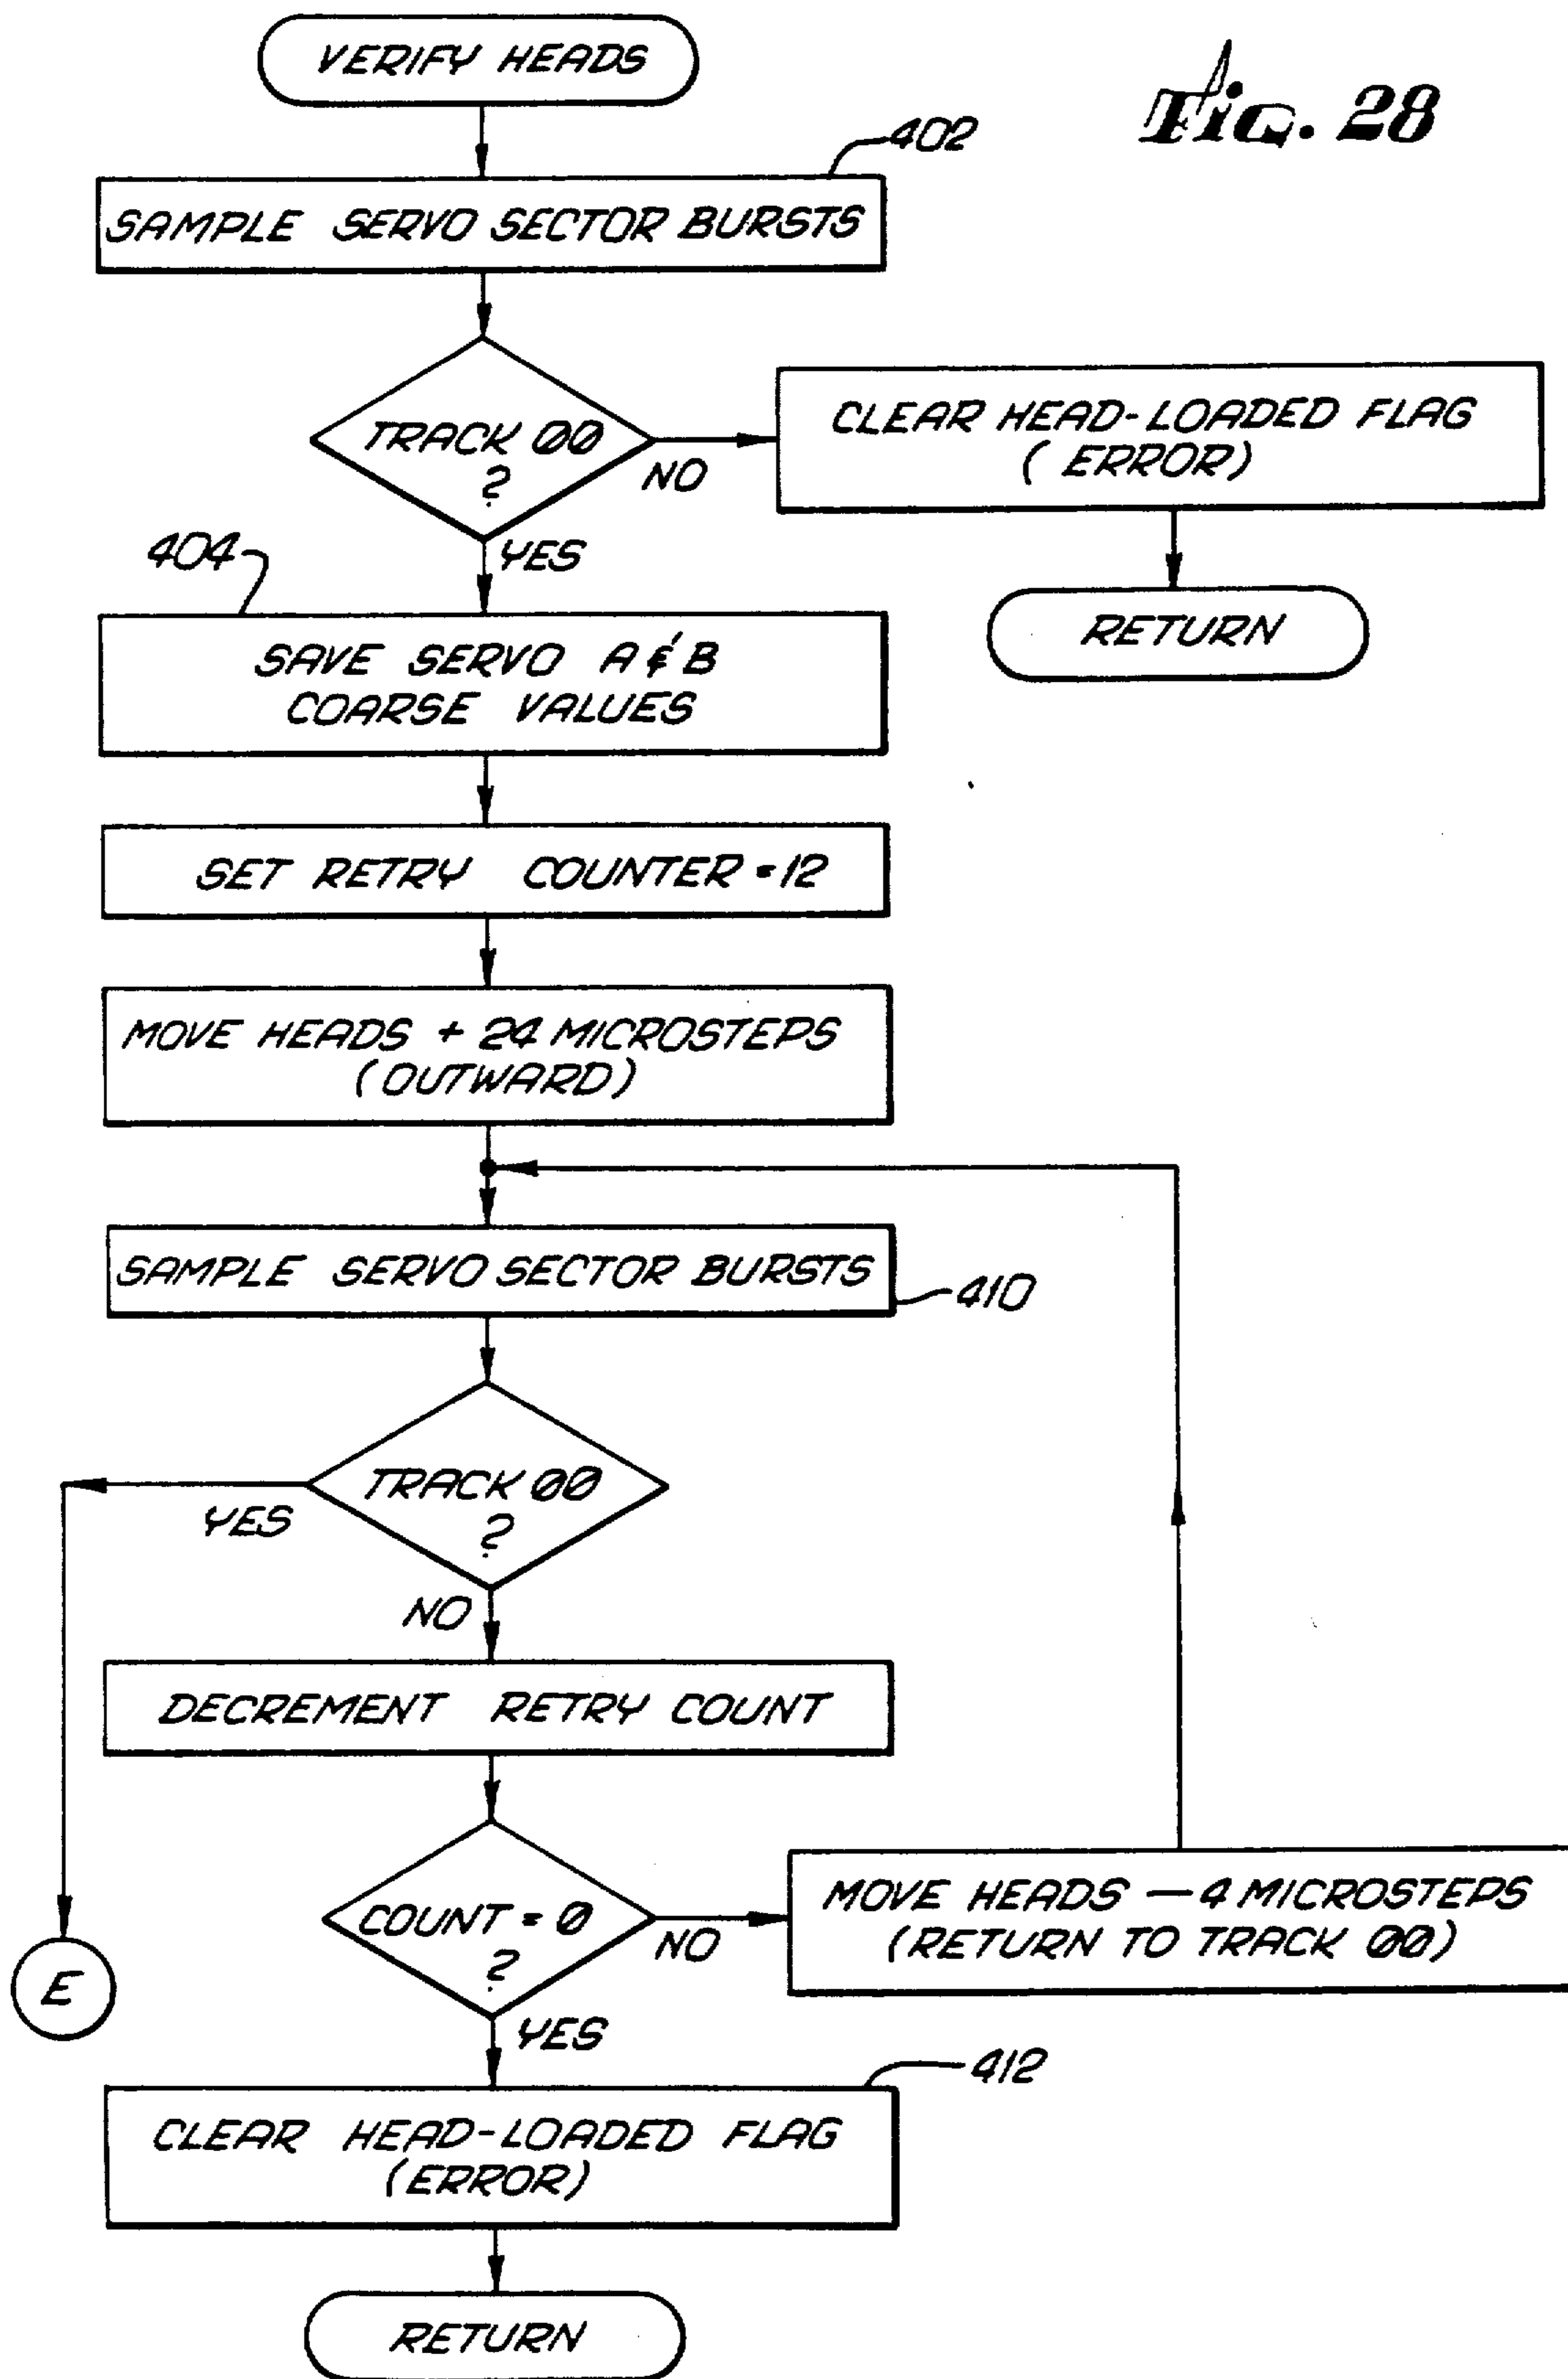 Fig. 28
VERIFY HEADS
402
SAMPLE SERVO SECTOR BURSTS
TRACK 00
?
NO
CLEAR HEAD-LOADED FLAG
(ERROR)
RETURN
YES
404
SAVE SERVO A & B
COARSE VALUES
SET RETRY COUNTER = 12
MOVE HEADS + 24 MICROSTEPS
(OUTWARD)
SAMPLE SERVO SECTOR BURSTS
410
TRACK 00
?
YES
NO
DECREMENT RETRY COUNT
COUNT = 0
?
NO
MOVE HEADS — 4 MICROSTEPS
(RETURN TO TRACK 00)
E
YES
412
CLEAR HEAD-LOADED FLAG
(ERROR)
RETURN